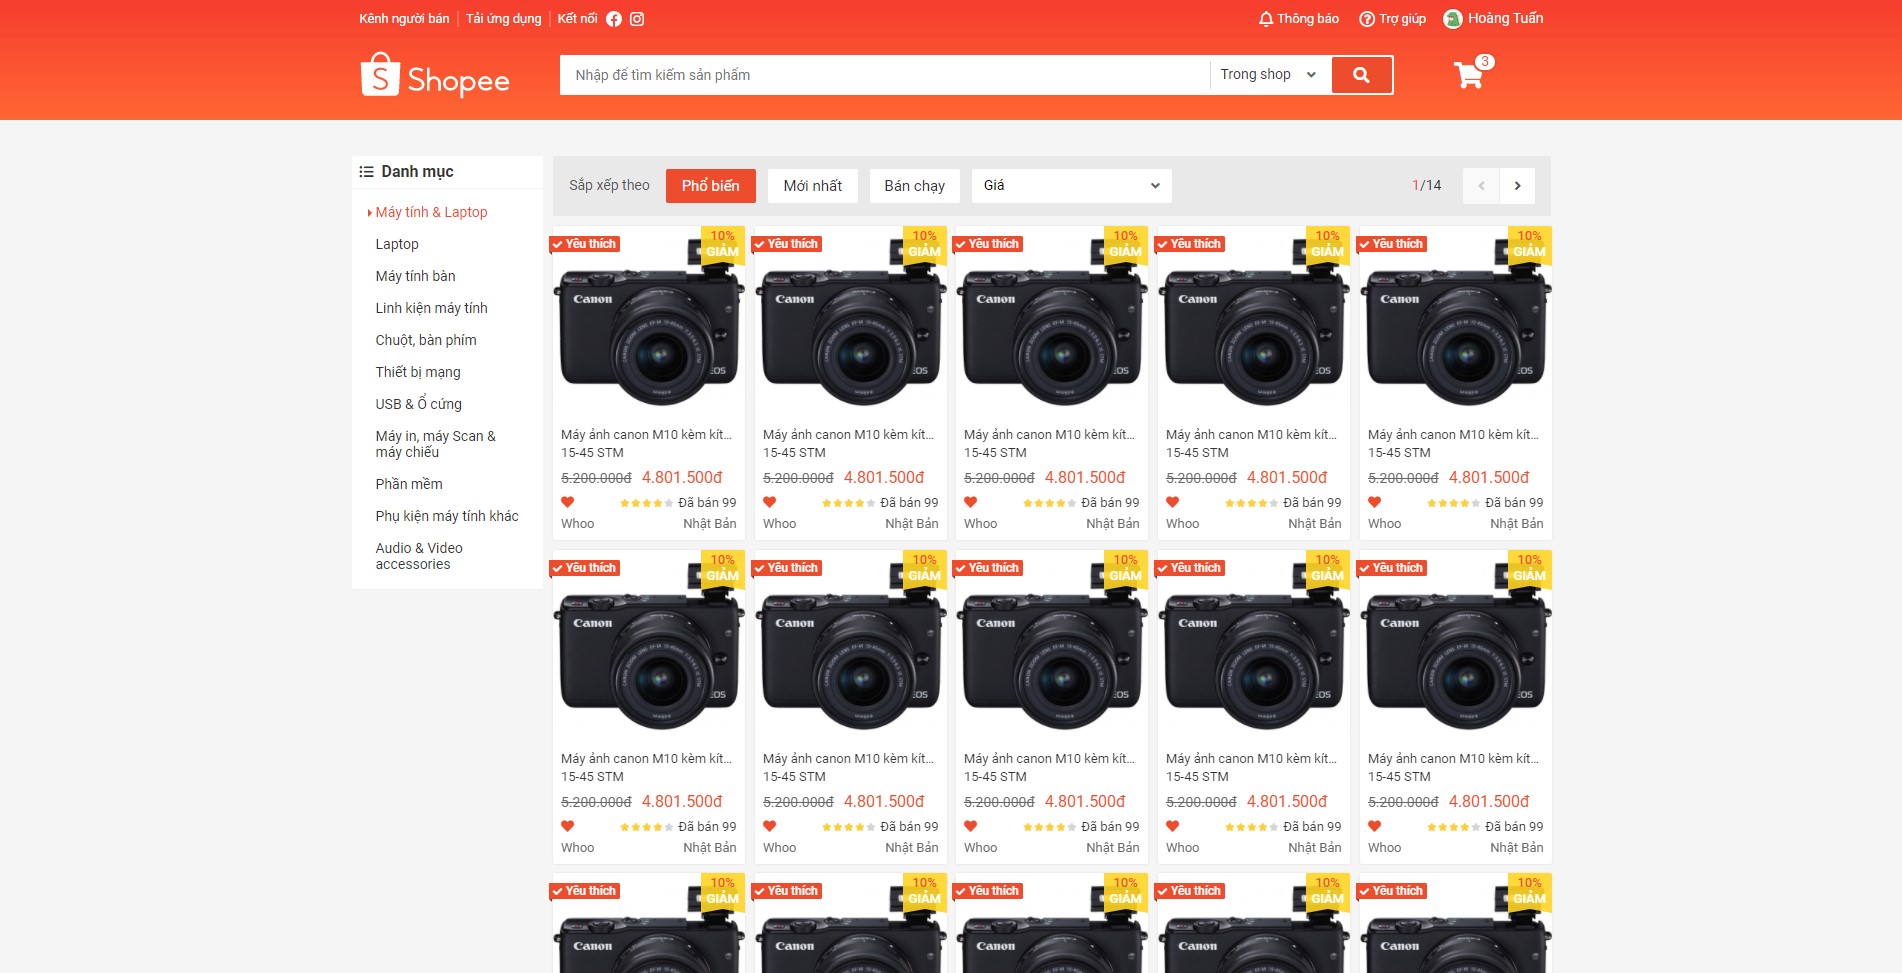 Kênh người bán Tải ứng dụng Kết nối Thông báo Trợ giúp Hoàng Tuấn
S Shopee Nhập để tìm kiếm sản phẩm Trong shop 3
Danh mục
Máy tính & Laptop
Laptop
Máy tính bàn
Linh kiện máy tính
Chuột, bàn phím
Thiết bị mạng
USB & Ổ cứng
Máy in, máy Scan &
máy chiếu
Phần mềm
Phụ kiện máy tính khác
Audio & Video
accessories
Sắp xếp theo Phổ biến Mới nhất Bán chạy Giá 1/14
Yêu thích 10% Yêu thích 10% Yêu thích 10% Yêu thích 10% Yêu thích 10%
GIẢM GIẢM GIẢM GIẢM GIẢM
Canon Canon Canon Canon Canon
EOS EOS EOS EOS EOS
Máy ảnh canon M10 kèm kít... Máy ảnh canon M10 kèm kít... Máy ảnh canon M10 kèm kít... Máy ảnh canon M10 kèm kít... Máy ảnh canon M10 kèm kít...
15-45 STM 15-45 STM 15-45 STM 15-45 STM 15-45 STM
5.200.000đ 4.801.500đ 5.200.000đ 4.801.500đ 5.200.000đ 4.801.500đ 5.200.000đ 4.801.500đ 5.200.000đ 4.801.500đ
Đã bán 99 Đã bán 99 Đã bán 99 Đã bán 99 Đã bán 99
Whoo Nhật Bản Whoo Nhật Bản Whoo Nhật Bản Whoo Nhật Bản Whoo Nhật Bản
Yêu thích 10% Yêu thích 10% Yêu thích 10% Yêu thích 10% Yêu thích 10%
GIẢM GIẢM GIẢM GIẢM GIẢM
Canon Canon Canon Canon Canon
EOS EOS EOS EOS EOS
Máy ảnh canon M10 kèm kít... Máy ảnh canon M10 kèm kít... Máy ảnh canon M10 kèm kít... Máy ảnh canon M10 kèm kít... Máy ảnh canon M10 kèm kít...
15-45 STM 15-45 STM 15-45 STM 15-45 STM 15-45 STM
5.200.000đ 4.801.500đ 5.200.000đ 4.801.500đ 5.200.000đ 4.801.500đ 5.200.000đ 4.801.500đ 5.200.000đ 4.801.500đ
Đã bán 99 Đã bán 99 Đã bán 99 Đã bán 99 Đã bán 99
Whoo Nhật Bản Whoo Nhật Bản Whoo Nhật Bản Whoo Nhật Bản Whoo Nhật Bản
Yêu thích 10% Yêu thích 10% Yêu thích 10% Yêu thích 10% Yêu thích 10%
GIẢM GIẢM GIẢM GIẢM GIẢM
Canon Canon Canon Canon Canon